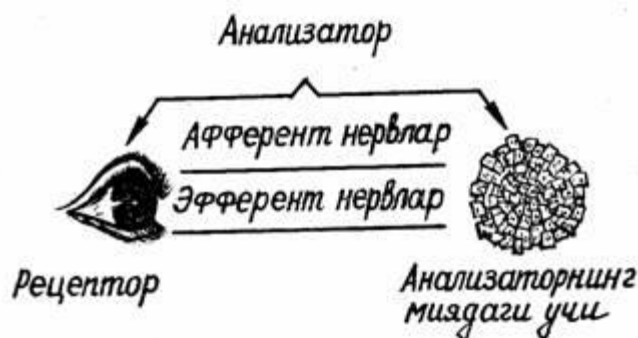 Анализатор
Афферент нервлар
Эфферент нервлар
Рецептор
Анализаторнинг
миядаги учи